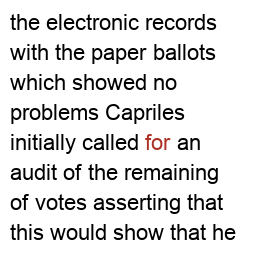 the electronic records
with the paper ballots
which showed no
problems Capriles
initially called for an
audit of the remaining
of votes asserting that
this would show that he